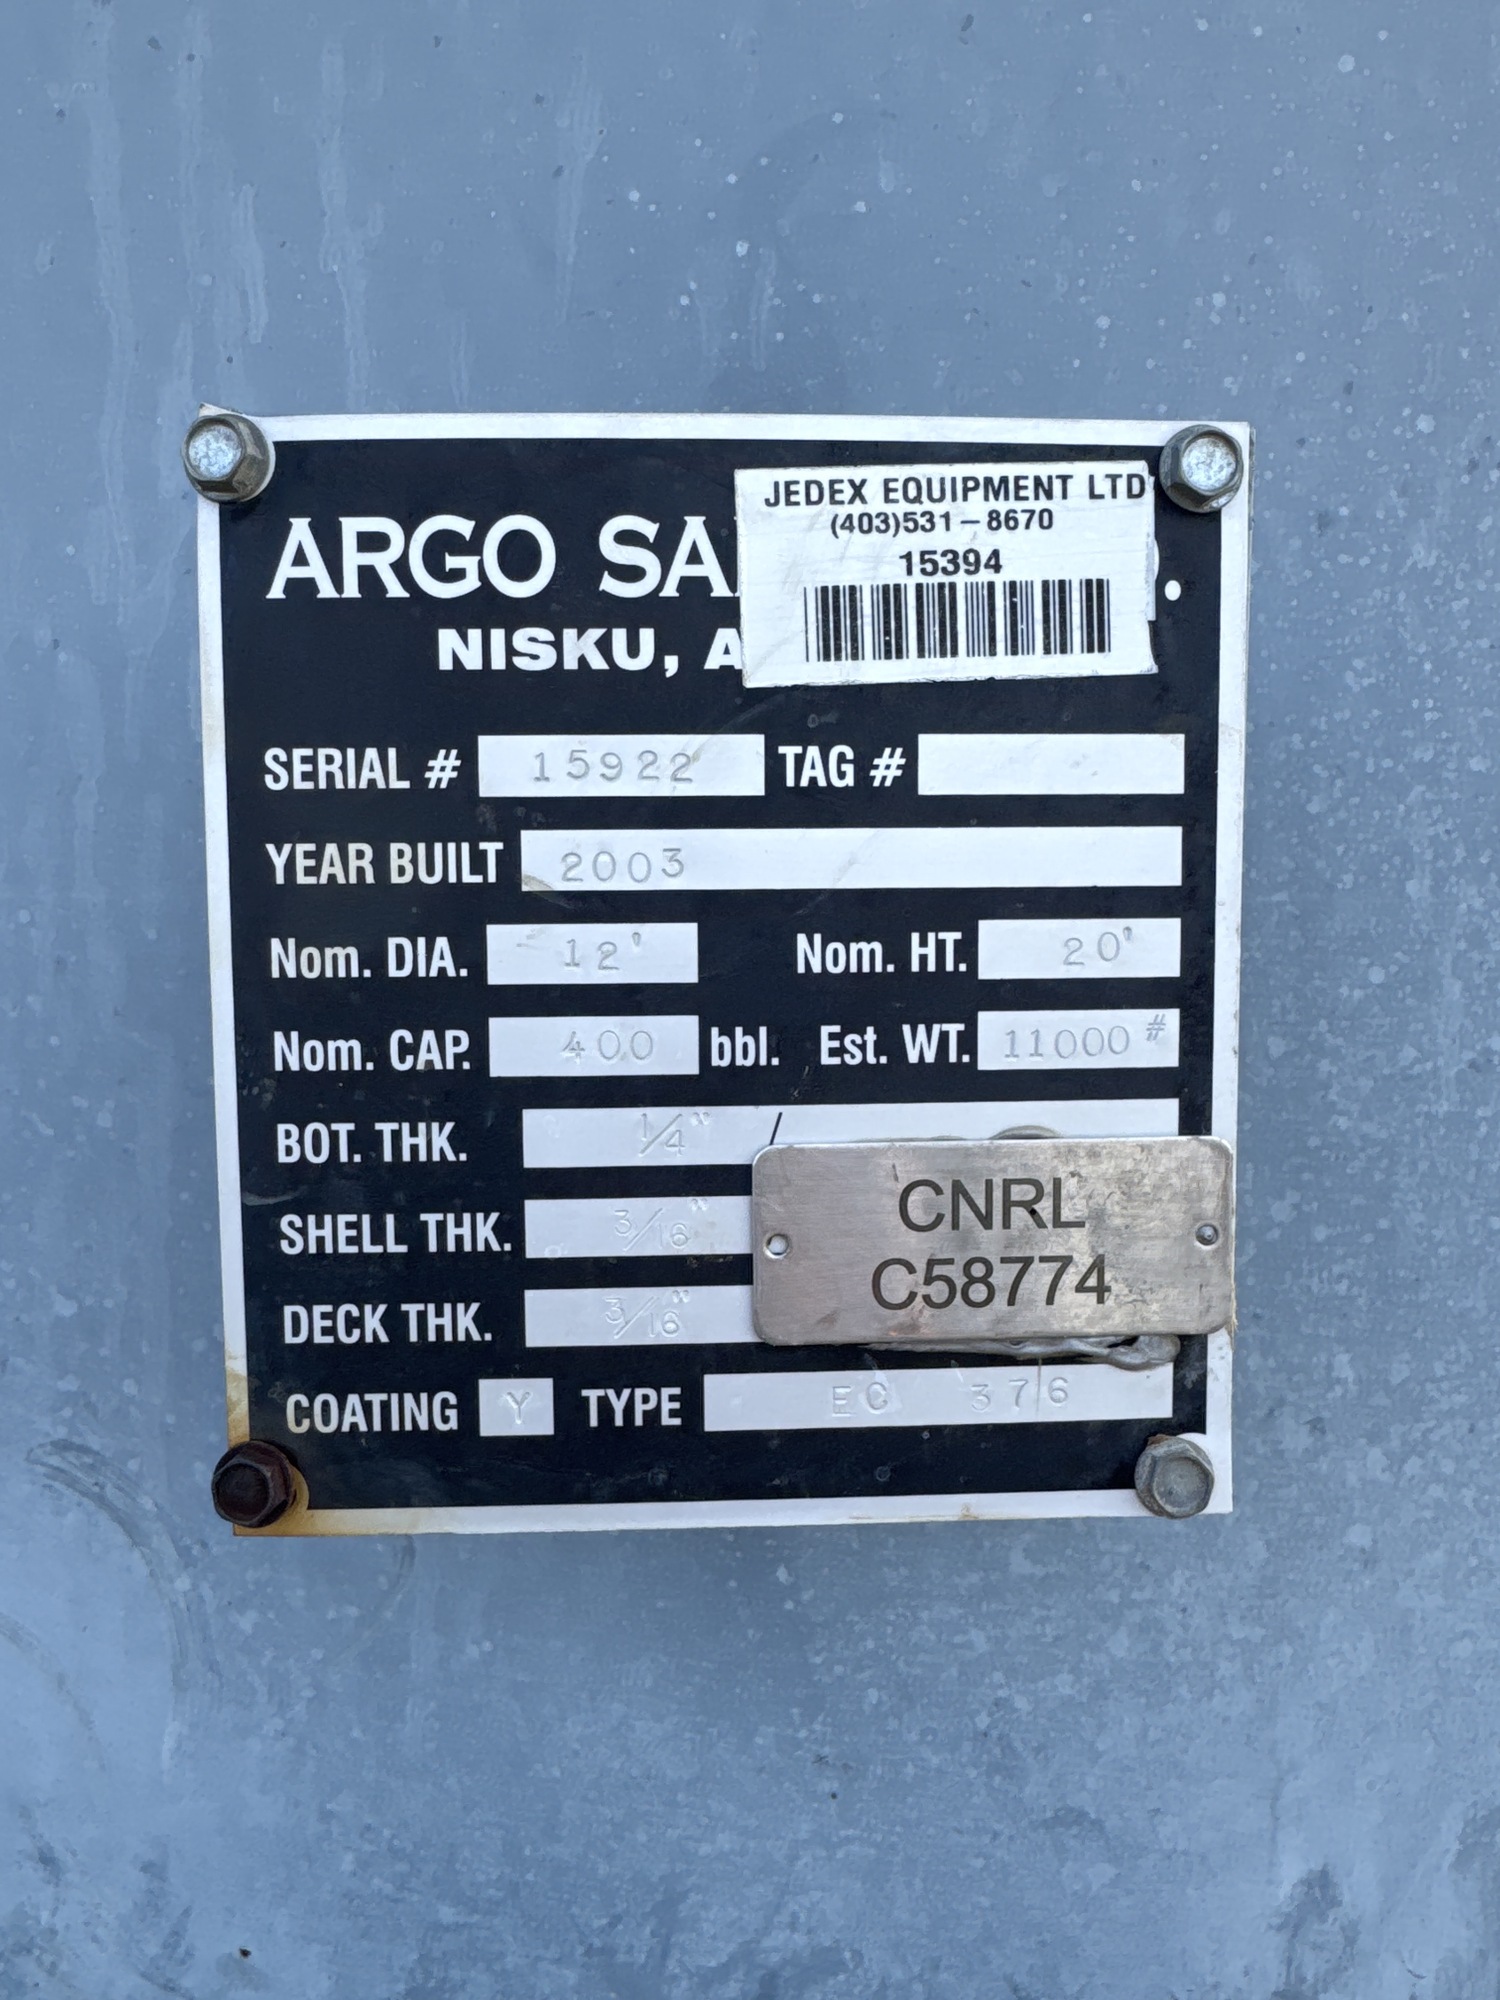 JEDEX EQUIPMENT LTD
(403)531-8670
15394
ARGO
NISKU,
SERIAL # 15922 TAG #
YEAR BUILT 2003
Nom. DIA. 12' Nom. HT. 20'
Nom. CAP. 400 bbl. Est. WT. 11000 #
BOT. THK. 1/4"
SHELL THK. 3/16"
DECK THK. 3/16"
CNRL
C58774
COATING Y TYPE EC 376